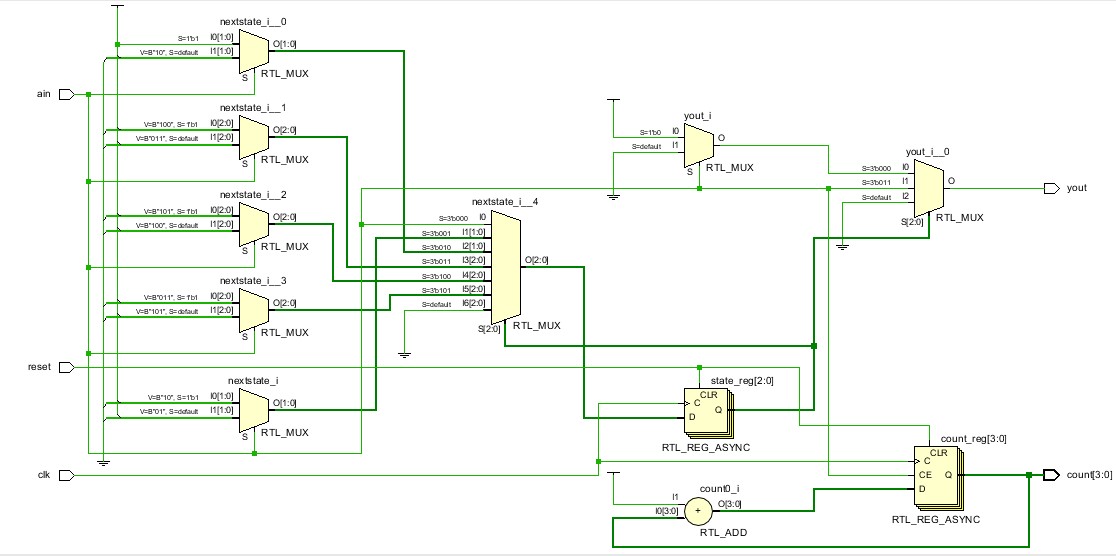 nextstate_i__0
S=1'b1 I0[1:0]
V=B"10", S=default I1[1:0]
O[1:0]
S
RTL_MUX
ain
nextstate_i__1
V=B"100", S=1'b1 I0[2:0]
V=B"011", S=default I1[2:0]
O[2:0]
S
RTL_MUX
nextstate_i__2
V=B"101", S=1'b1 I0[2:0]
V=B"100", S=default I1[2:0]
O[2:0]
S
RTL_MUX
nextstate_i__3
V=B"011", S=1'b1 I0[2:0]
V=B"101", S=default I1[2:0]
O[2:0]
S
RTL_MUX
reset
nextstate_i
V=B"10", S=1'b1 I0[1:0]
V=B"01", S=default I1[1:0]
O[1:0]
S
RTL_MUX
clk
nextstate_i__4
S=3'b000 I0
S=3'b001 I1[1:0]
S=3'b010 I2[1:0]
S=3'b011 I3[2:0]
S=3'b100 I4[2:0]
S=3'b101 I5[2:0]
S=default I6[2:0]
O[2:0]
S[2:0]
RTL_MUX
yout_i
S=1'b0 I0
S=default I1
O
S
RTL_MUX
yout_i__0
S=3'b000 I0
S=3'b011 I1
S=default I2
O
S[2:0]
RTL_MUX
yout
state_reg[2:0]
CLR
C
D
Q
RTL_REG_ASYNC
count_reg[3:0]
CLR
C
CE
D
Q
RTL_REG_ASYNC
count[3:0]
count0_i
I1
I0[3:0]
+
O[3:0]
RTL_ADD